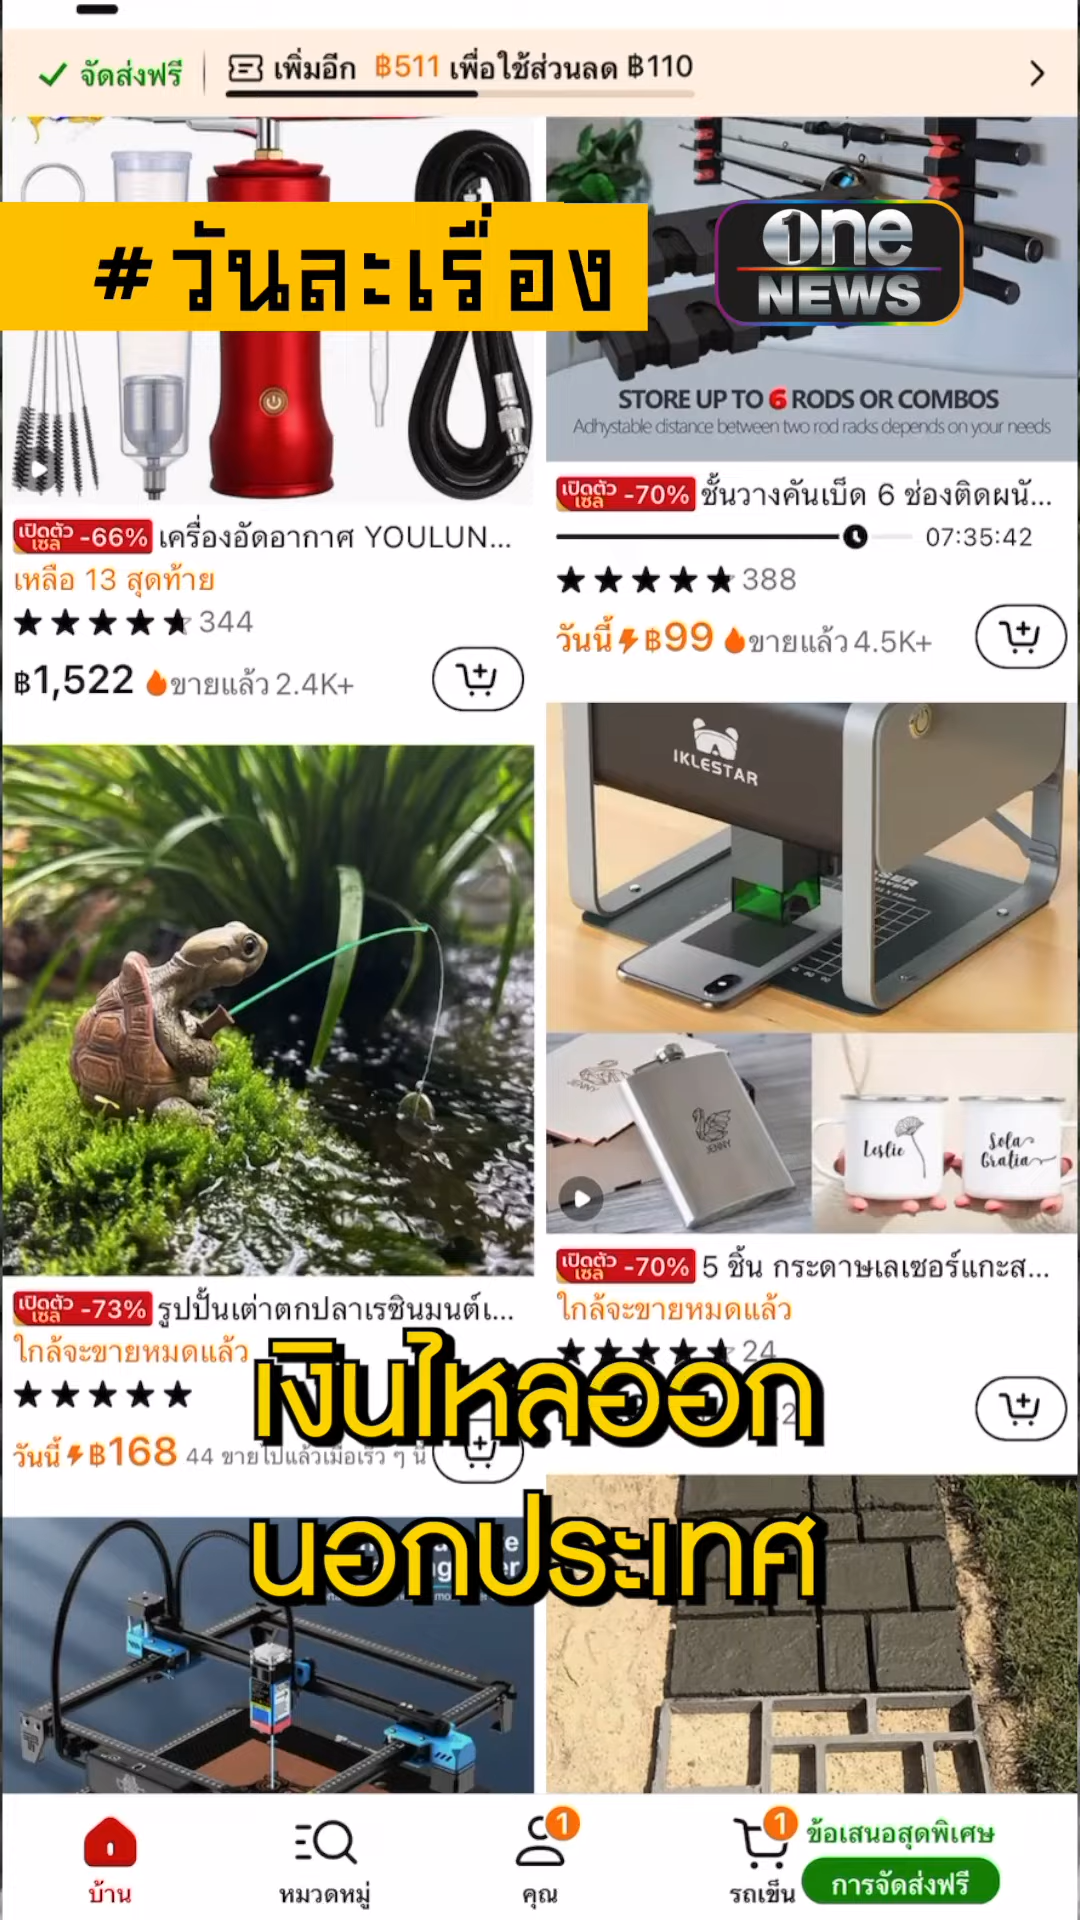 จัดส่งฟรี
เพิ่มอีก ฿511 เพื่อใช้ส่วนลด ฿110
#วันละเรื่อง
one
NEWS
STORE UP TO 6 RODS OR COMBOS
Adhystable distance between two rod racks depends on your needs
เปิดตัวเซล -66% เครื่องอัดอากาศ YOULUN...
เหลือ 13 สุดท้าย
344
฿1,522 ขายแล้ว 2.4K+
เปิดตัวเซล -70% ชั้นวางคันเบ็ด 6 ช่องติดผนั...
07:35:42
388
วันนี้ ฿99 ขายแล้ว 4.5K+
IKLESTAR
JENNY
JENNY
Leslie
Sola
Gratia
เปิดตัวเซล -73% รูปปั้นเต่าตกปลาเรซินมนต์เ...
ใกล้จะขายหมดแล้ว
วันนี้ ฿168 44 ขายไปแล้วเมื่อเร็ว ๆ นี้
เปิดตัวเซล -70% 5 ชิ้น กระดาษเลเซอร์แกะส...
ใกล้จะขายหมดแล้ว
24
เงินไหลออก
นอกประเทศ
บ้าน
หมวดหมู่
1
คุณ
1
รถเข็น
ข้อเสนอสุดพิเศษ
การจัดส่งฟรี